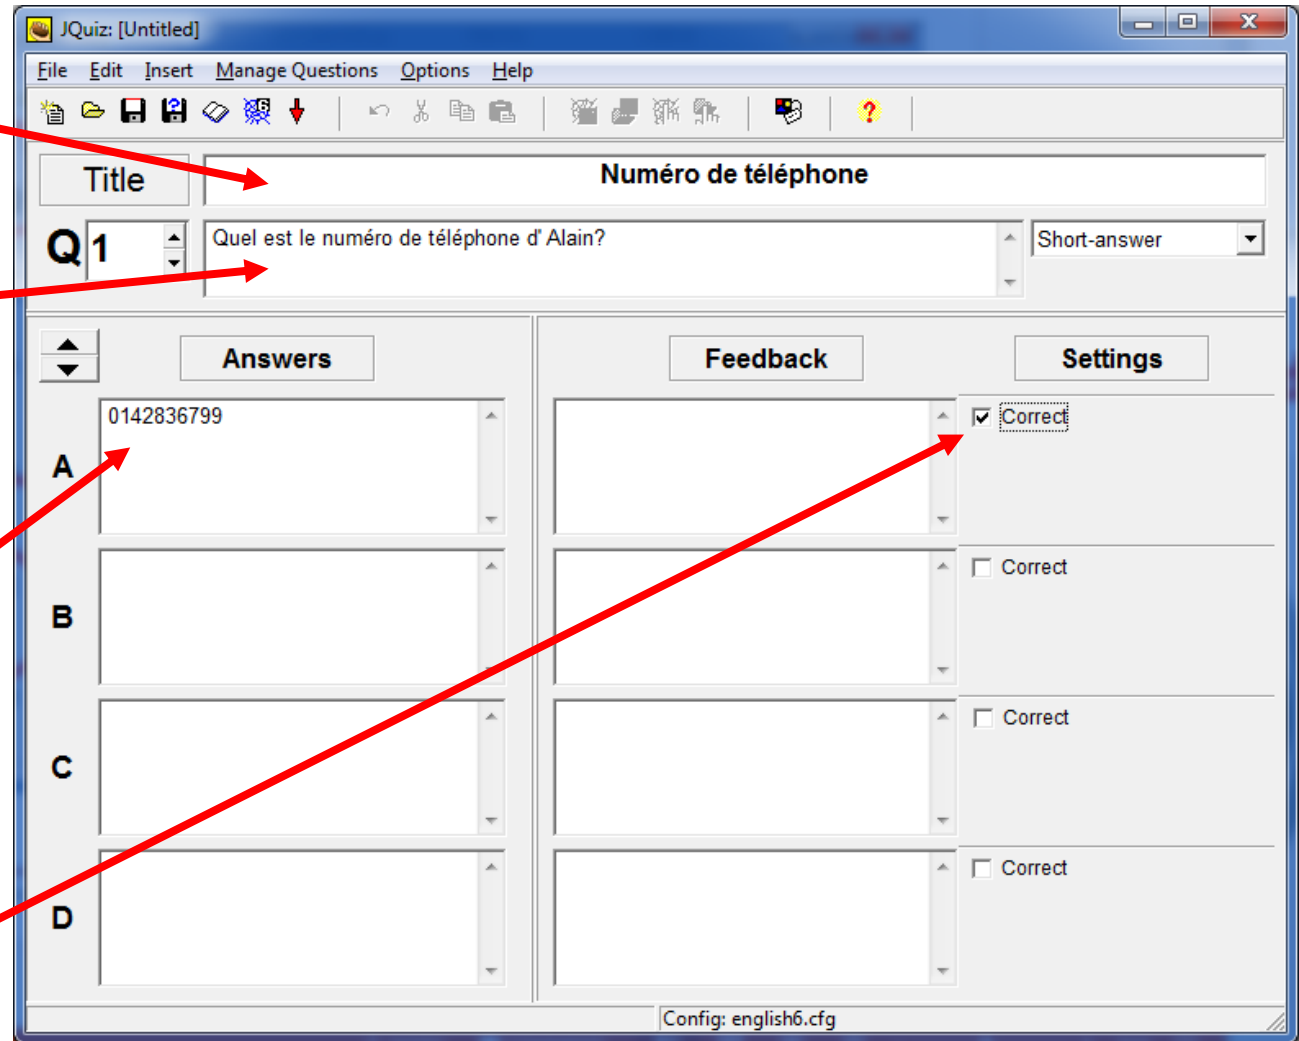 JQuiz: [Untitled]
File Edit Insert Manage Questions Options Help
Title
Numéro de téléphone
Q 1
Quel est le numéro de téléphone d' Alain?
Short-answer
Answers
Feedback
Settings
A
0142836799
Correct
B
Correct
C
Correct
D
Correct
Config: english6.cfg